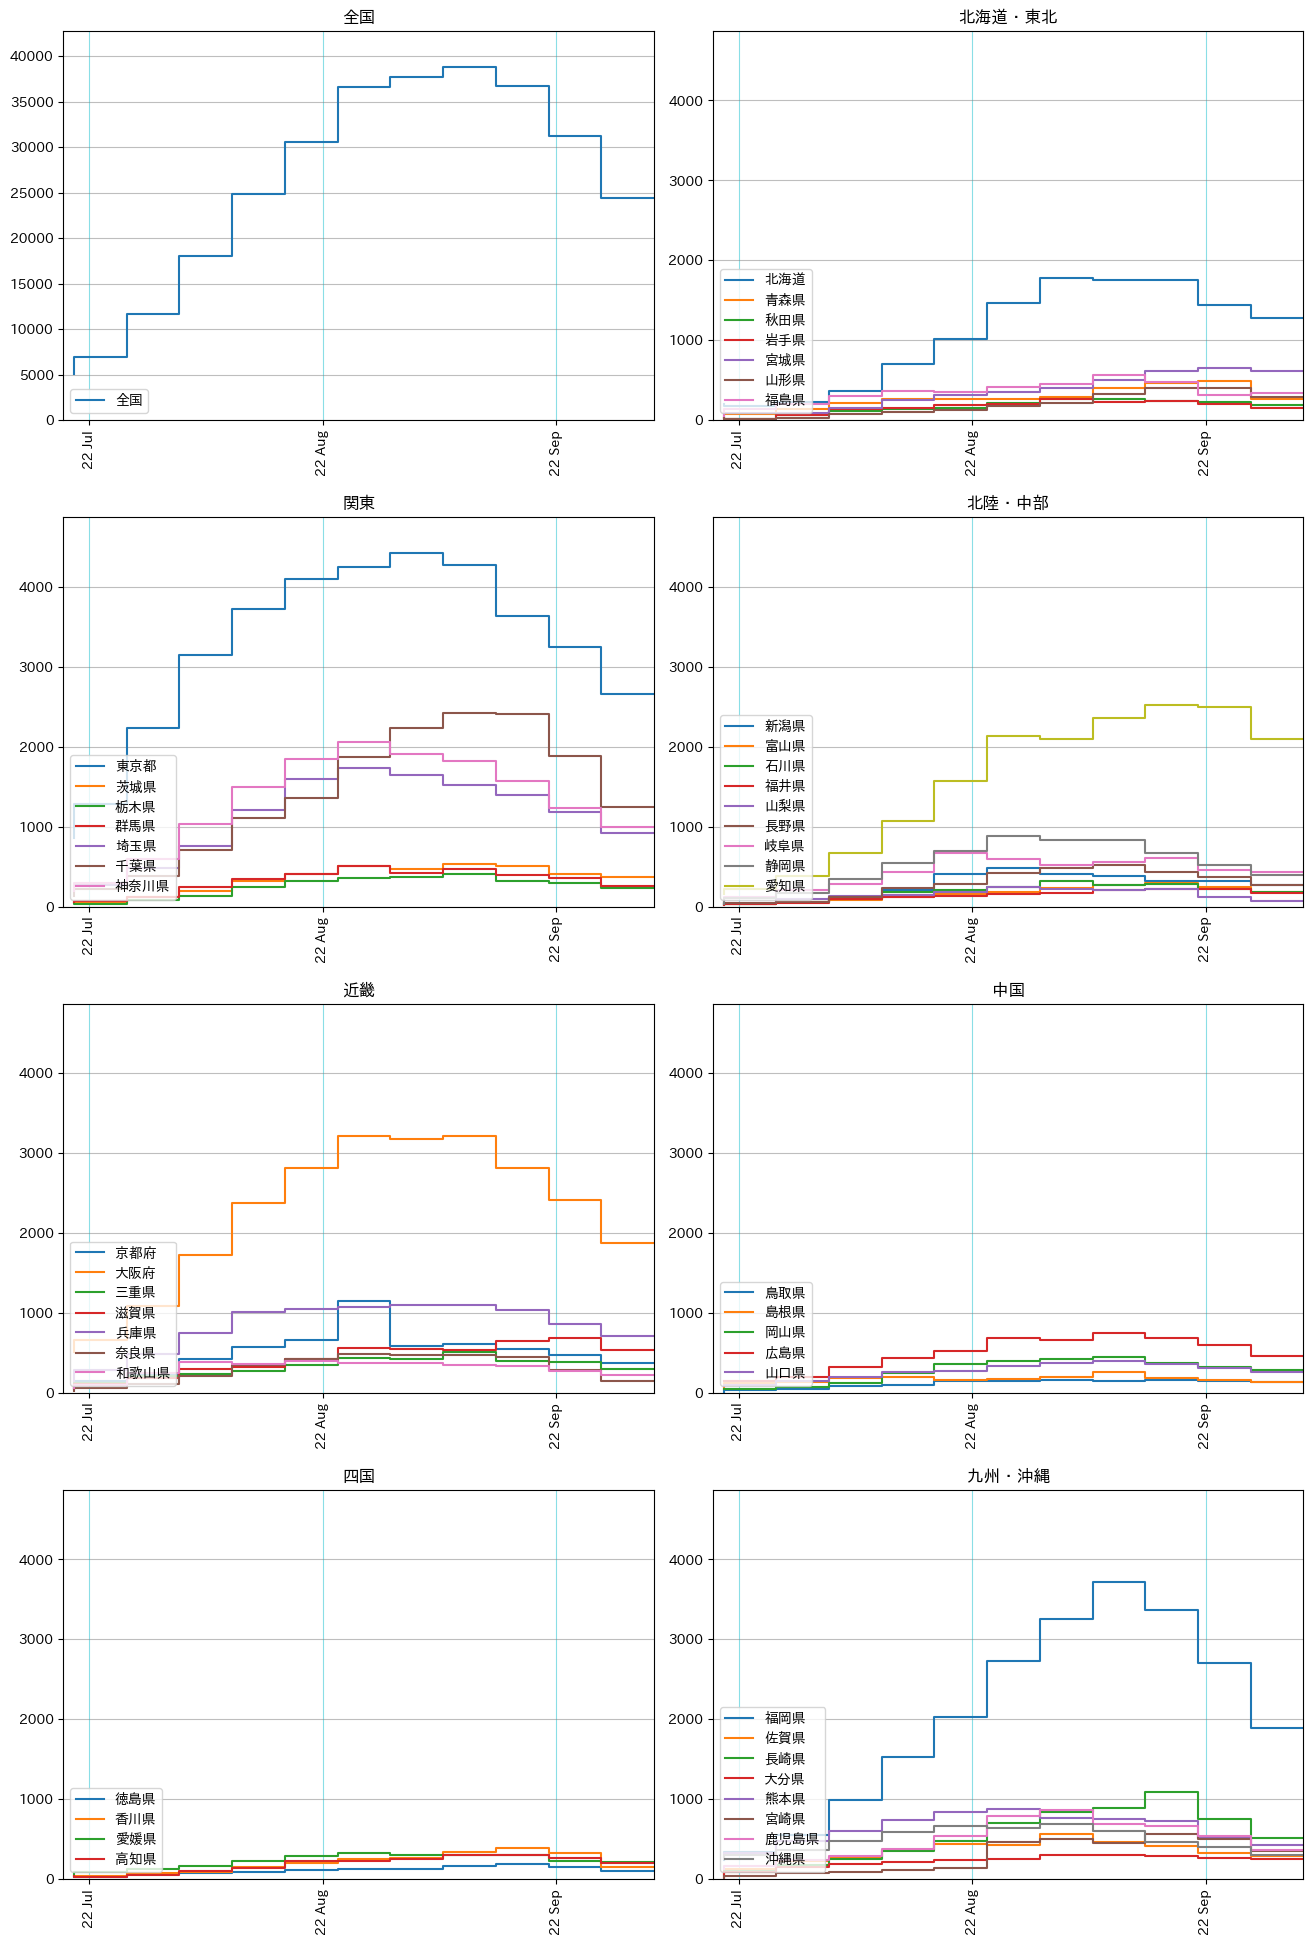 全国
40000
35000
30000
25000
20000
15000
10000
5000
0
全国
22 Jul
22 Aug
22 Sep
北海道・東北
4000
3000
2000
1000
0
北海道
青森県
秋田県
岩手県
宮城県
山形県
福島県
22 Jul
22 Aug
22 Sep
関東
4000
3000
2000
1000
0
東京都
茨城県
栃木県
群馬県
埼玉県
千葉県
神奈川県
22 Jul
22 Aug
22 Sep
北陸・中部
4000
3000
2000
1000
0
新潟県
富山県
石川県
福井県
山梨県
長野県
岐阜県
静岡県
愛知県
22 Jul
22 Aug
22 Sep
近畿
4000
3000
2000
1000
0
京都府
大阪府
三重県
滋賀県
兵庫県
奈良県
和歌山県
22 Jul
22 Aug
22 Sep
中国
4000
3000
2000
1000
0
鳥取県
島根県
岡山県
広島県
山口県
22 Jul
22 Aug
22 Sep
四国
4000
3000
2000
1000
0
徳島県
香川県
愛媛県
高知県
22 Jul
22 Aug
22 Sep
九州・沖縄
4000
3000
2000
1000
0
福岡県
佐賀県
長崎県
大分県
熊本県
宮崎県
鹿児島県
沖縄県
22 Jul
22 Aug
22 Sep